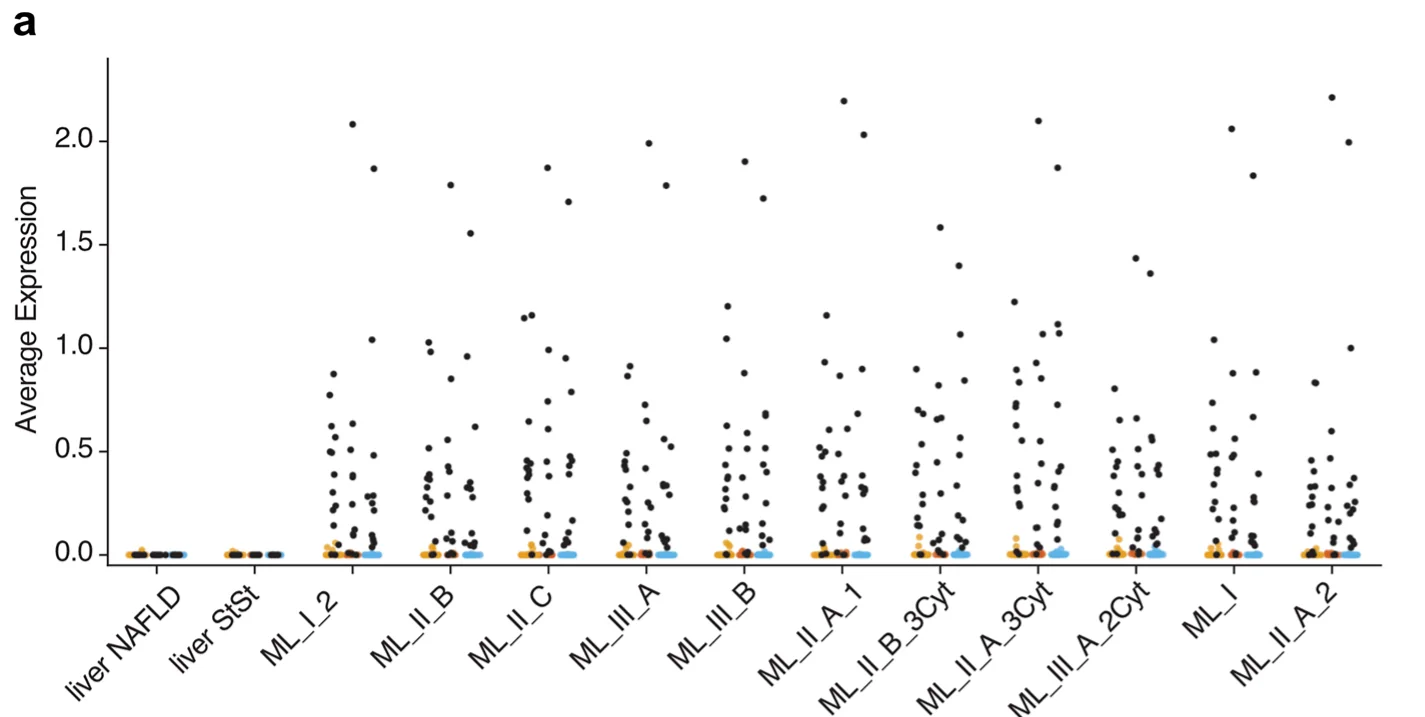 a
Average Expression
2.0
1.5
1.0
0.5
0.0
liver NAFLD
liver StSt
ML_I_2
ML_II_B
ML_II_C
ML_III_A
ML_III_B
ML_II_A_1
ML_II_B_3Cyt
ML_II_A_3Cyt
ML_III_A_2Cyt
ML_I
ML_II_A_2